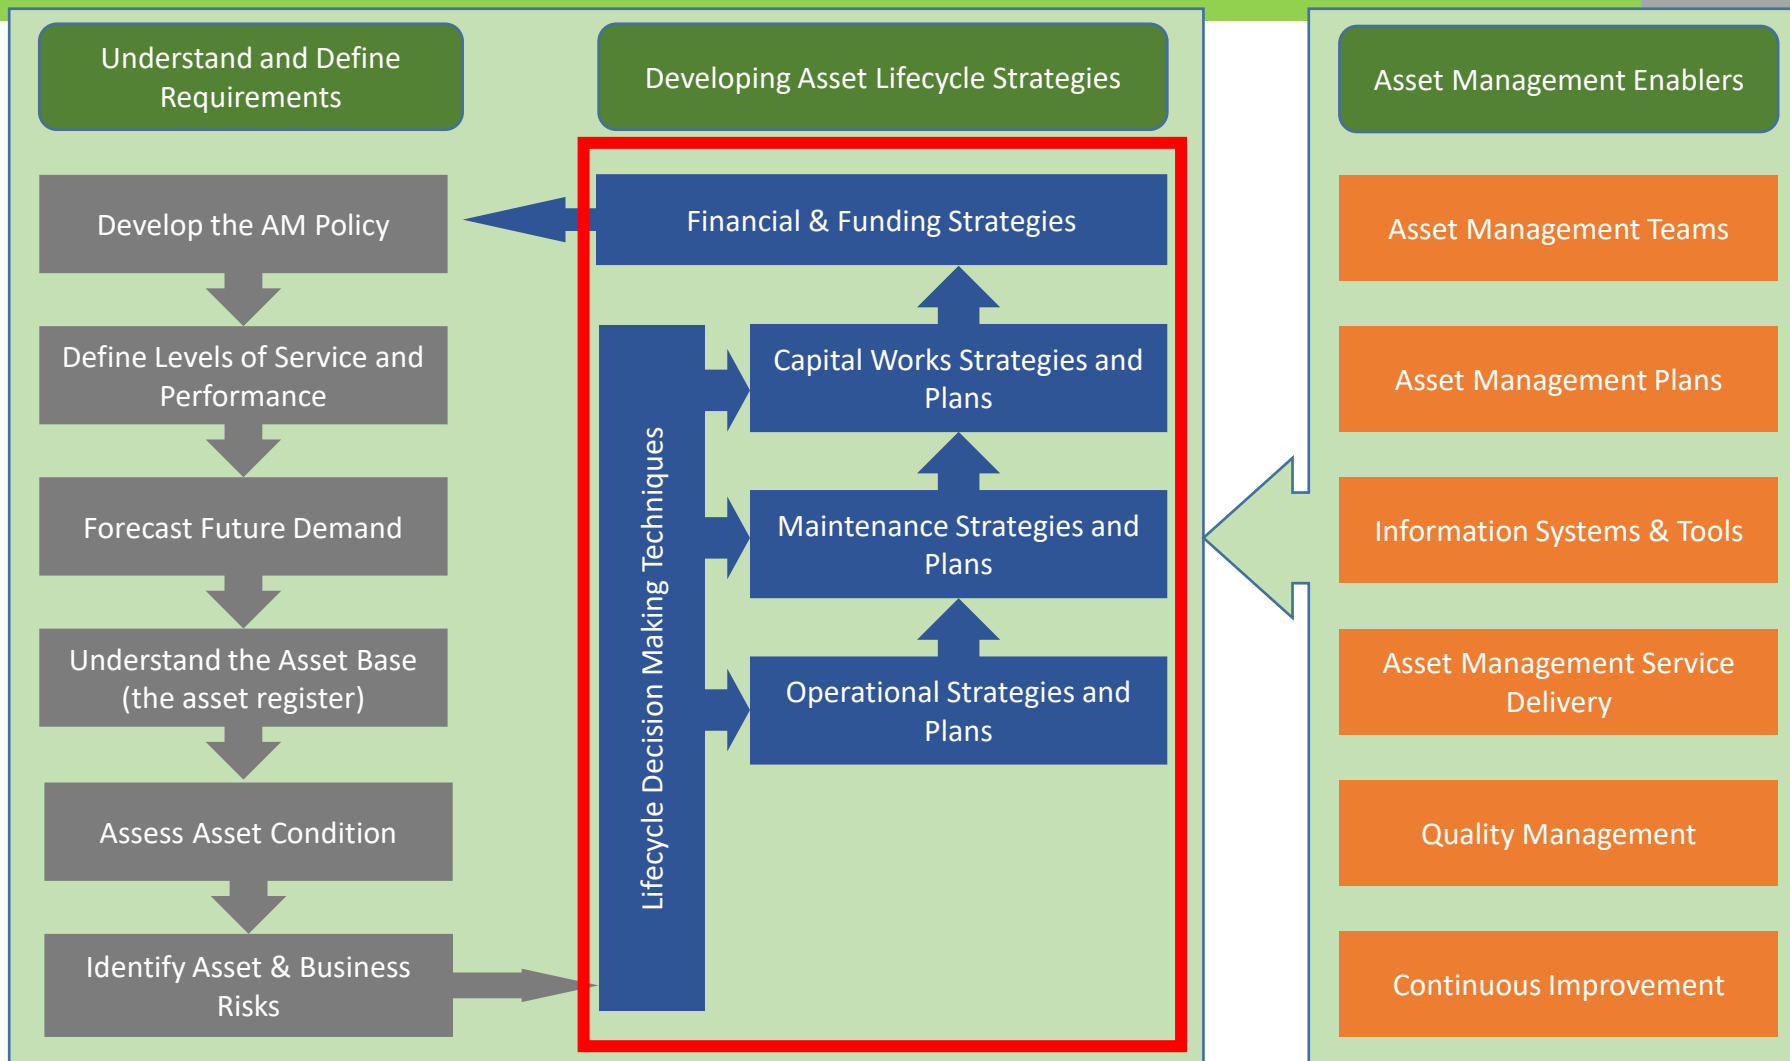 Understand and Define
Requirements
Develop the AM Policy
Define Levels of Service and
Performance
Forecast Future Demand
Understand the Asset Base
(the asset register)
Assess Asset Condition
Identify Asset & Business
Risks
Developing Asset Lifecycle Strategies
Financial & Funding Strategies
Lifecycle Decision Making Techniques
Capital Works Strategies and
Plans
Maintenance Strategies and
Plans
Operational Strategies and
Plans
Asset Management Enablers
Asset Management Teams
Asset Management Plans
Information Systems & Tools
Asset Management Service
Delivery
Quality Management
Continuous Improvement